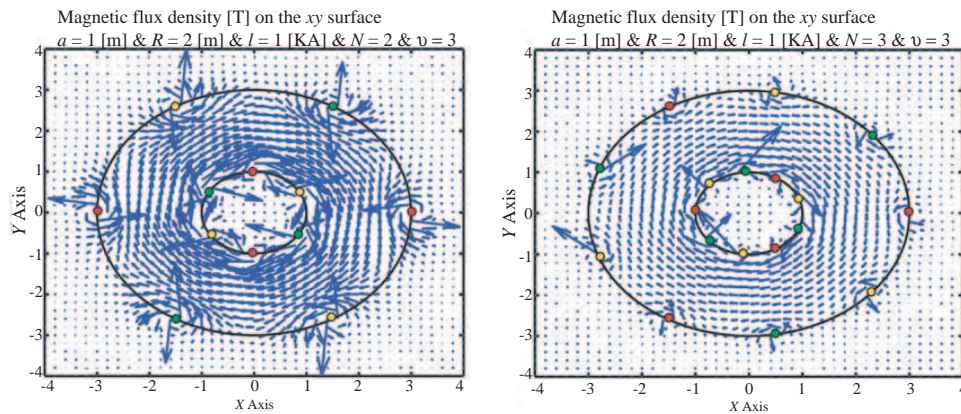 Magnetic flux density [T] on the xy surface
a = 1 [m] & R = 2 [m] & l = 1 [KA] & N = 2 & υ = 3
4
3
2
1
0
-1
-2
-3
-4
Y Axis
-4 -3 -2 -1 0 1 2 3 4
X Axis
Magnetic flux density [T] on the xy surface
a = 1 [m] & R = 2 [m] & l = 1 [KA] & N = 3 & υ = 3
4
3
2
1
0
-1
-2
-3
-4
Y Axis
-4 -3 -2 -1 0 1 2 3 4
X Axis